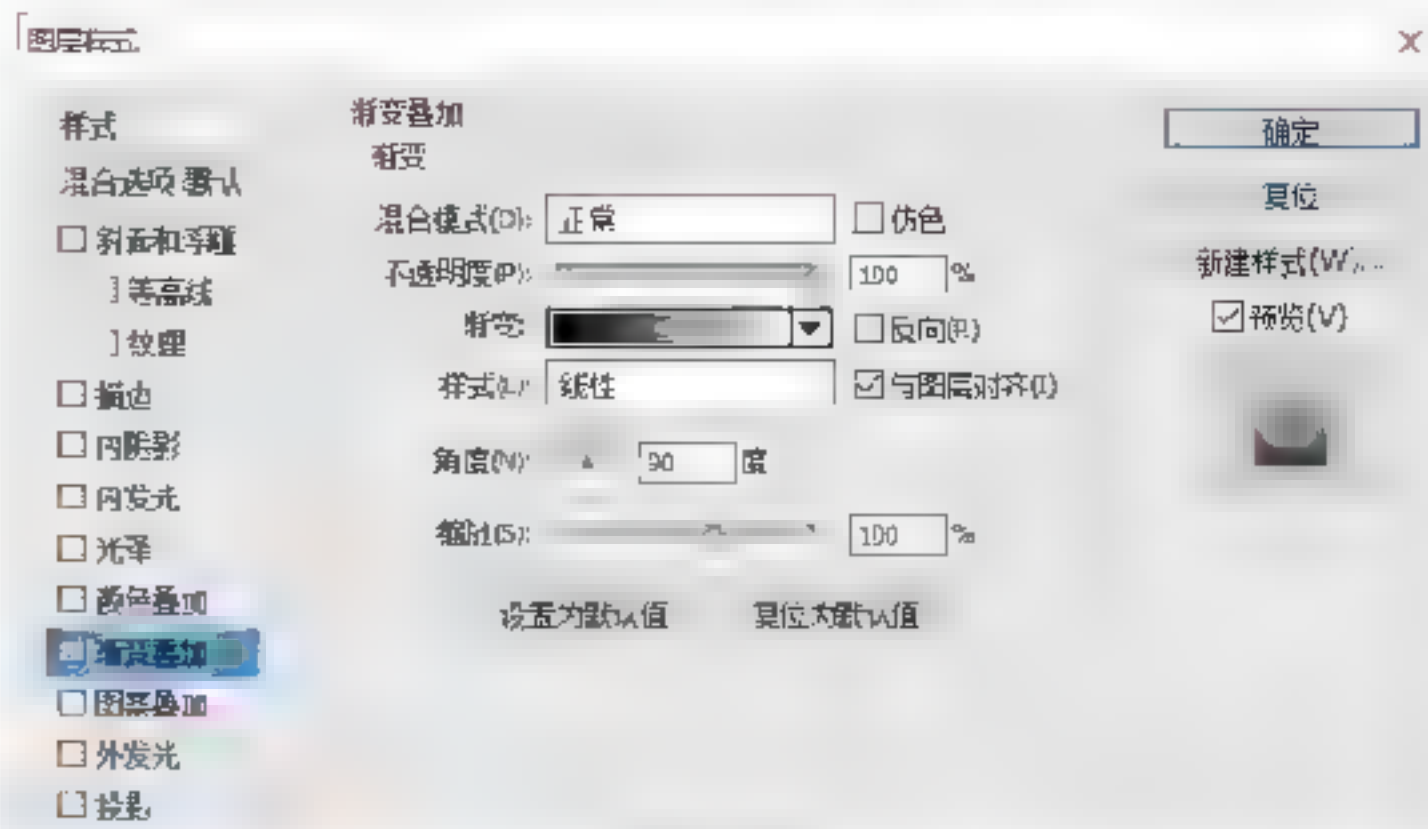 图层样式
样式
混合选项:默认
斜面和浮雕
等高线
纹理
描边
内阴影
内发光
光泽
颜色叠加
渐变叠加
图案叠加
外发光
投影
渐变叠加
渐变
混合模式(O): 正常 仿色
不透明度(P): 100 %
渐变: 反向(R)
样式(L): 线性 与图层对齐(I)
角度(N): 90 度
缩放(S): 100 %
设置为默认值 复位为默认值
确定
复位
新建样式(W)...
预览(V)